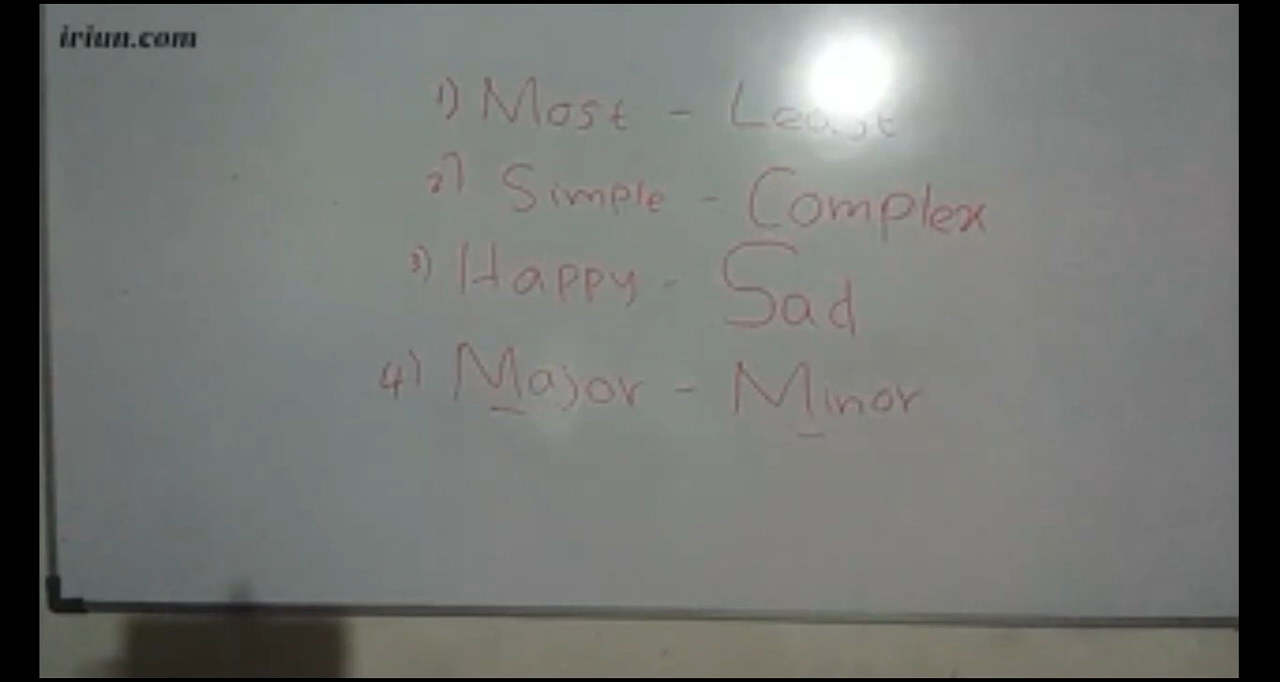 iriun.com
1) Most - Least
2) Simple - Complex
3) Happy - Sad
4) Major - Minor